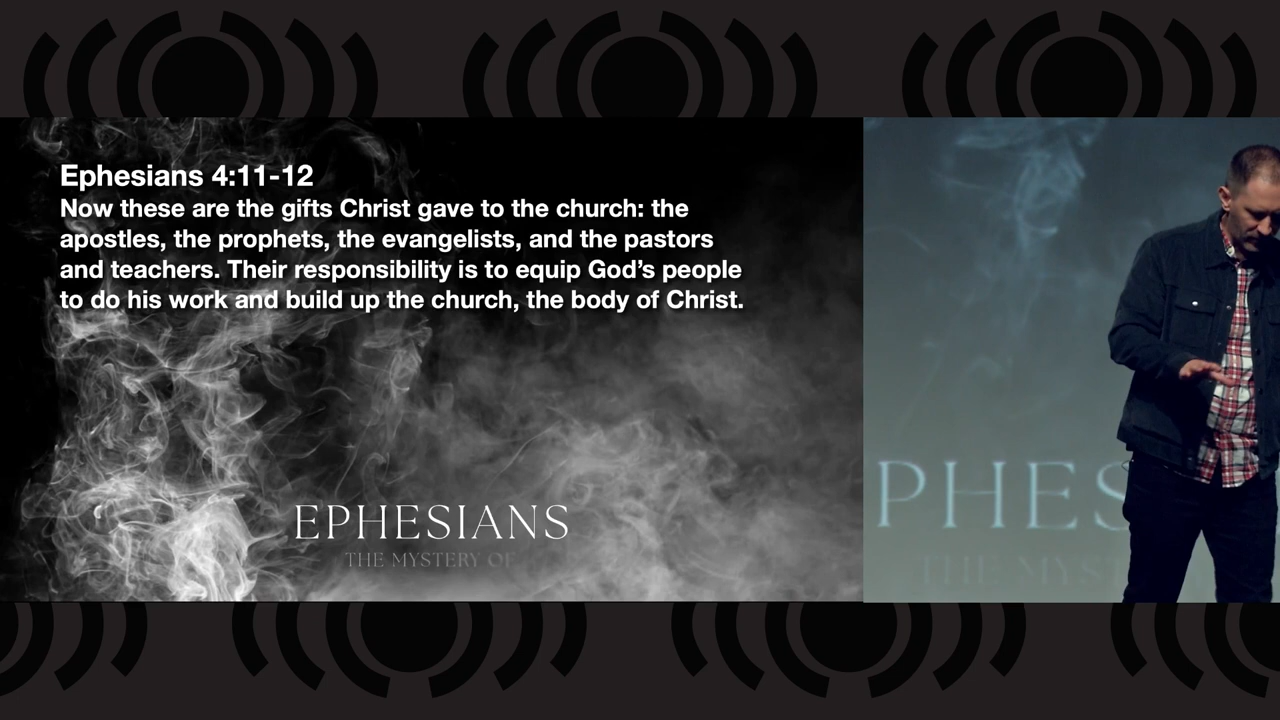 Ephesians 4:11-12
Now these are the gifts Christ gave to the church: the
apostles, the prophets, the evangelists, and the pastors
and teachers. Their responsibility is to equip God’s people
to do his work and build up the church, the body of Christ.
EPHESIANS
THE MYSTERY OF
PHES
THE MYST